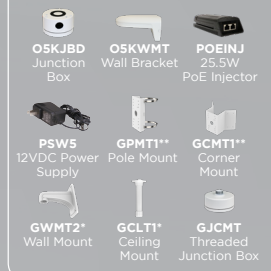 O5KJBD
Junction
Box
O5KWMT
Wall Bracket
POEINJ
25.5W
PoE Injector
PSW5
12VDC Power
Supply
GPMT1**
Pole Mount
GCMT1**
Corner
Mount
GWMT2*
Wall Mount
GCLT1*
Ceiling
Mount
GJCMT
Threaded
Junction Box